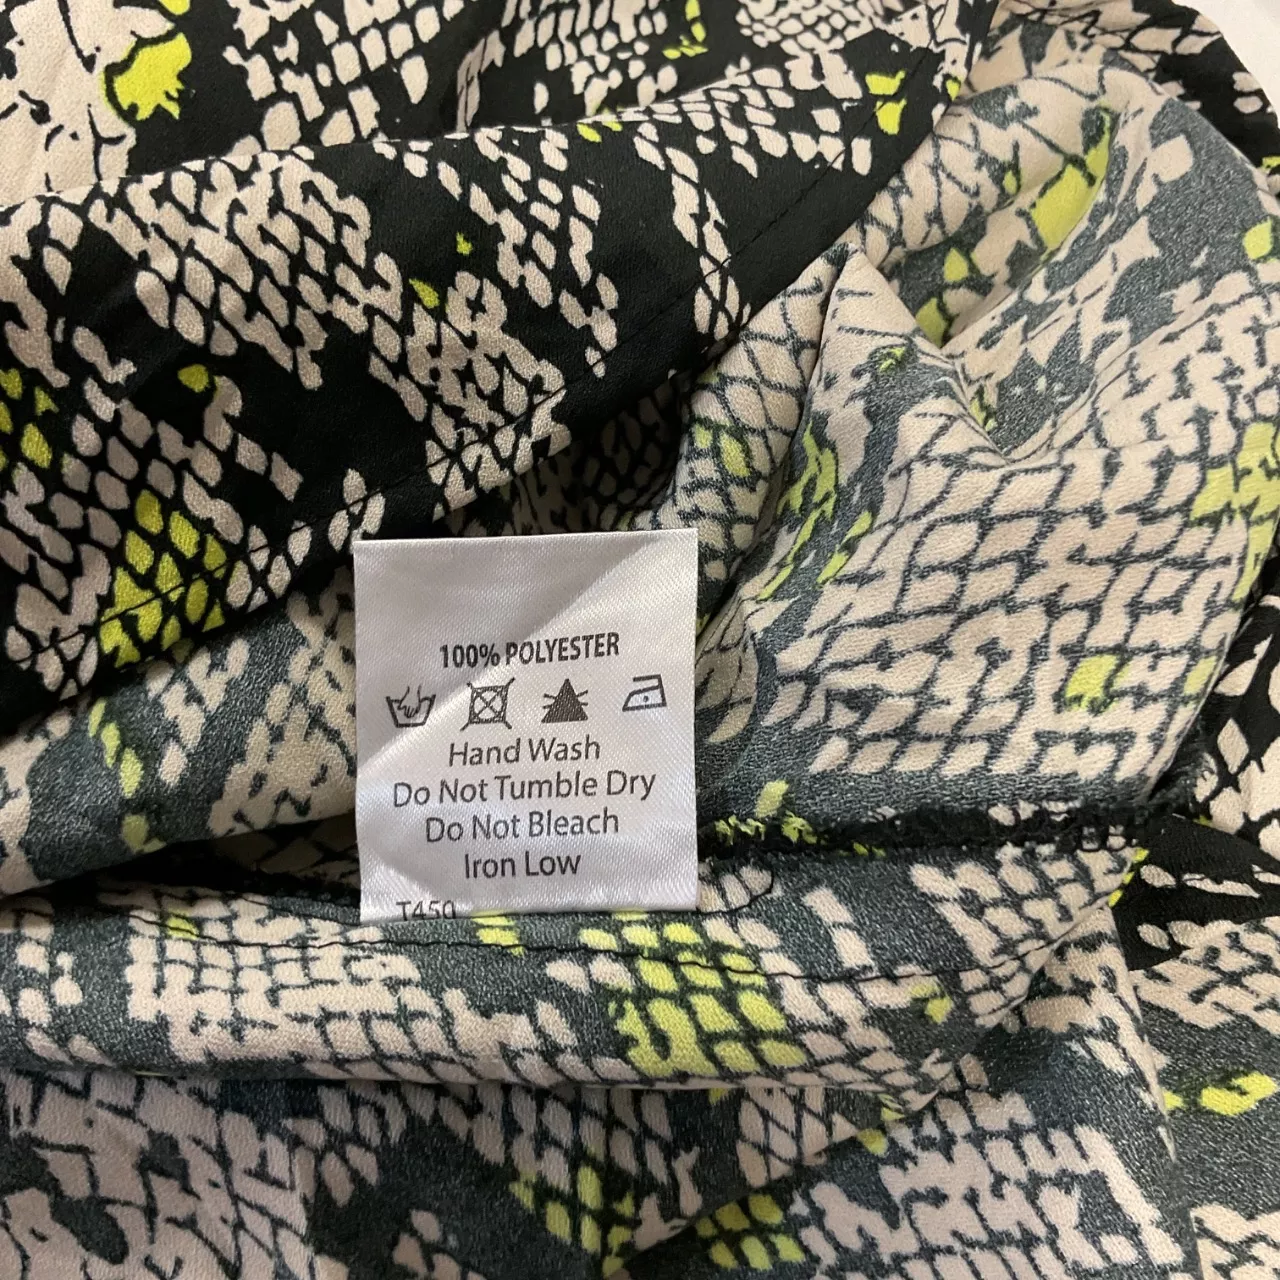 100% POLYESTER
Hand Wash
Do Not Tumble Dry
Do Not Bleach
Iron Low
T450